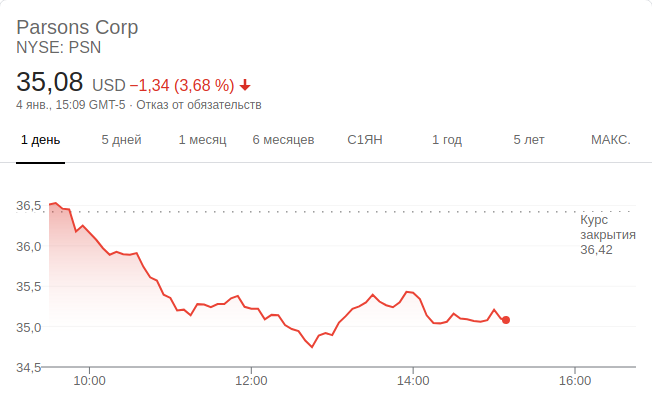 Parsons Corp
NYSE: PSN
35,08 USD −1,34 (3,68 %)
4 янв., 15:09 GMT-5 · Отказ от обязательств
1 день 5 дней 1 месяц 6 месяцев С1ЯН 1 год 5 лет МАКС.
36,5
Курс
закрытия
36,42
36,0
35,5
35,0
34,5
10:00 12:00 14:00 16:00